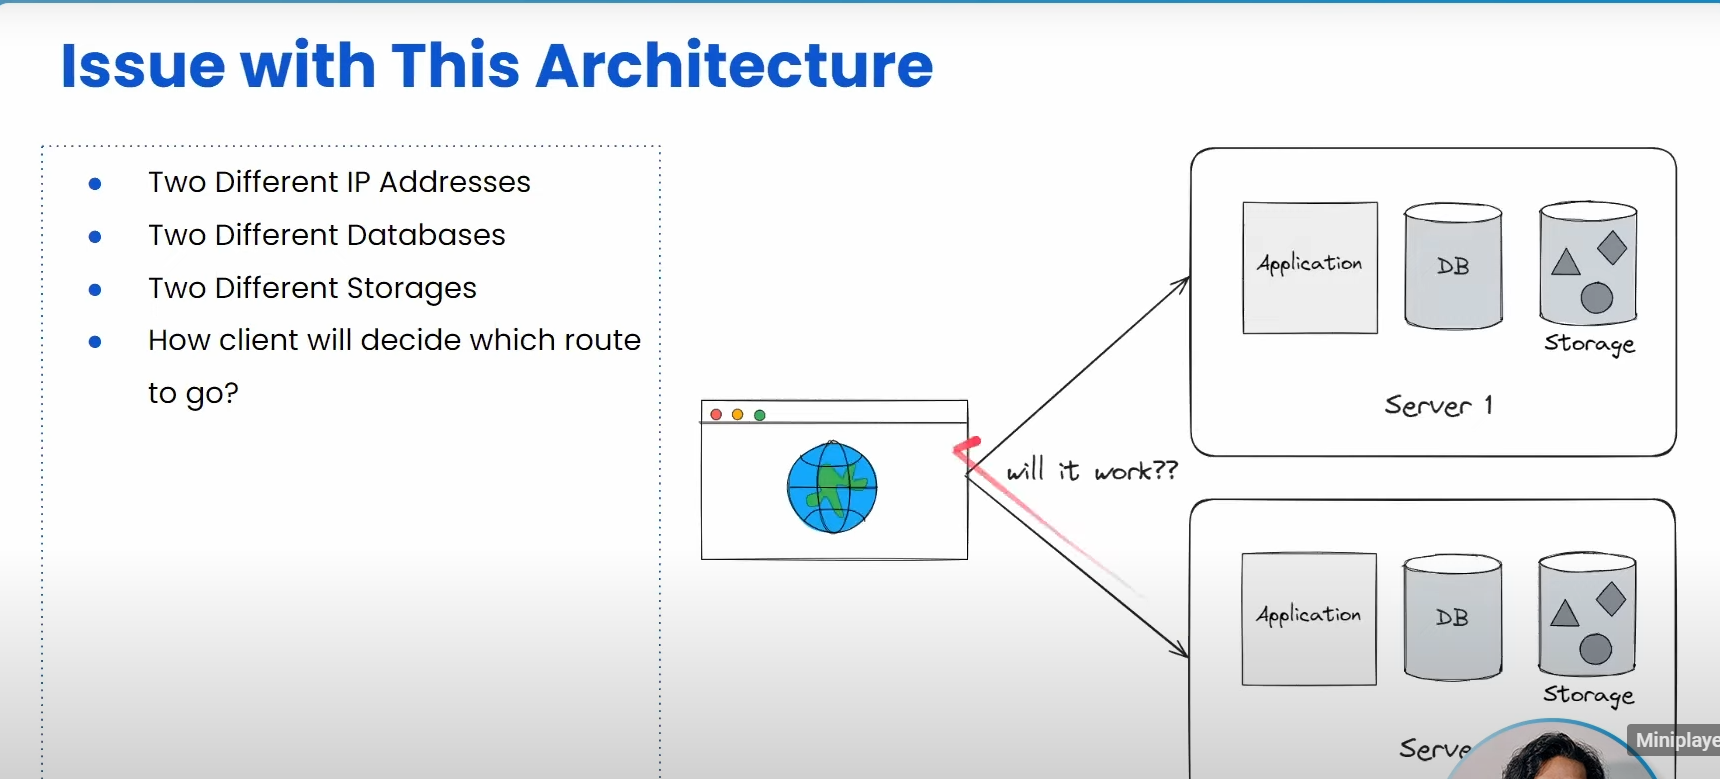 Issue with This Architecture
Two Different IP Addresses
Two Different Databases
Two Different Storages
How client will decide which route
to go?
Application
DB
Storage
Server 1
will it work??
Application
DB
Storage
Serve
Miniplaye